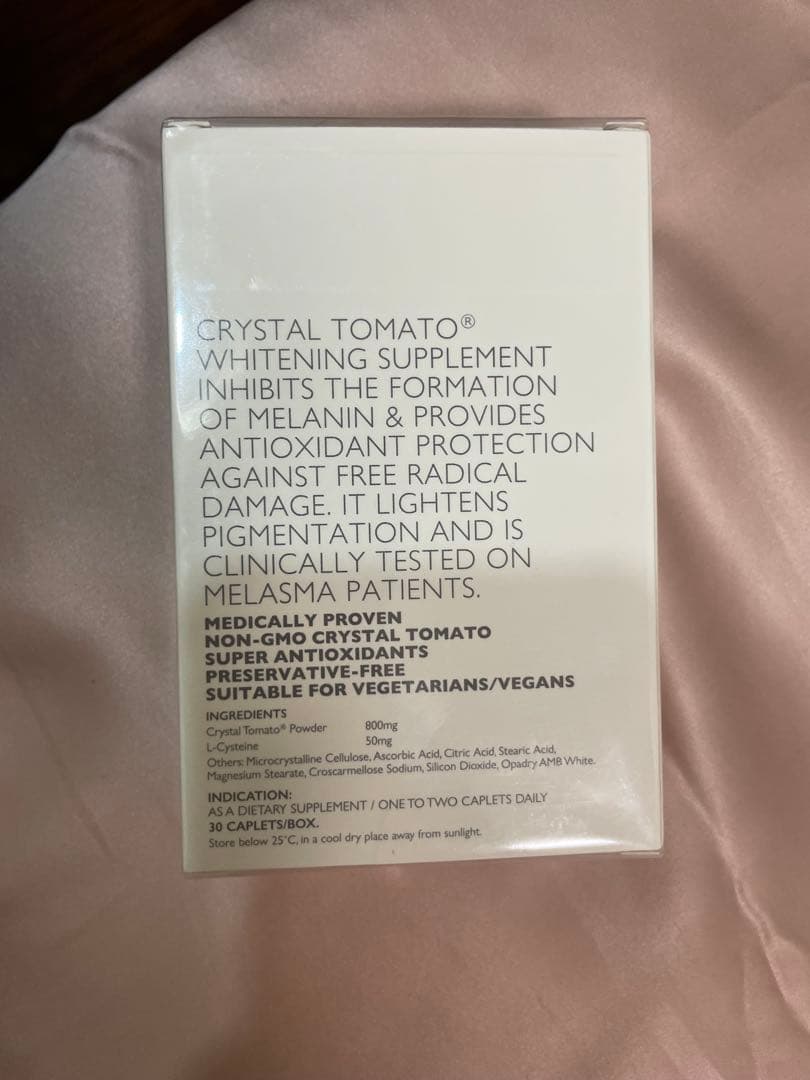 CRYSTAL TOMATO®
WHITENING SUPPLEMENT
INHIBITS THE FORMATION
OF MELANIN & PROVIDES
ANTIOXIDANT PROTECTION
AGAINST FREE RADICAL
DAMAGE. IT LIGHTENS
PIGMENTATION AND IS
CLINICALLY TESTED ON
MELASMA PATIENTS.
MEDICALLY PROVEN
NON-GMO CRYSTAL TOMATO
SUPER ANTIOXIDANTS
PRESERVATIVE-FREE
SUITABLE FOR VEGETARIANS/VEGANS
INGREDIENTS
Crystal Tomato® Powder 800mg
L-Cysteine 50mg
Others: Microcrystalline Cellulose, Ascorbic Acid, Citric Acid, Stearic Acid,
Magnesium Stearate, Croscarmellose Sodium, Silicon Dioxide, Opadry AMB White.
INDICATION:
AS A DIETARY SUPPLEMENT / ONE TO TWO CAPLETS DAILY
30 CAPLETS/BOX.
Store below 25°C, in a cool dry place away from sunlight.